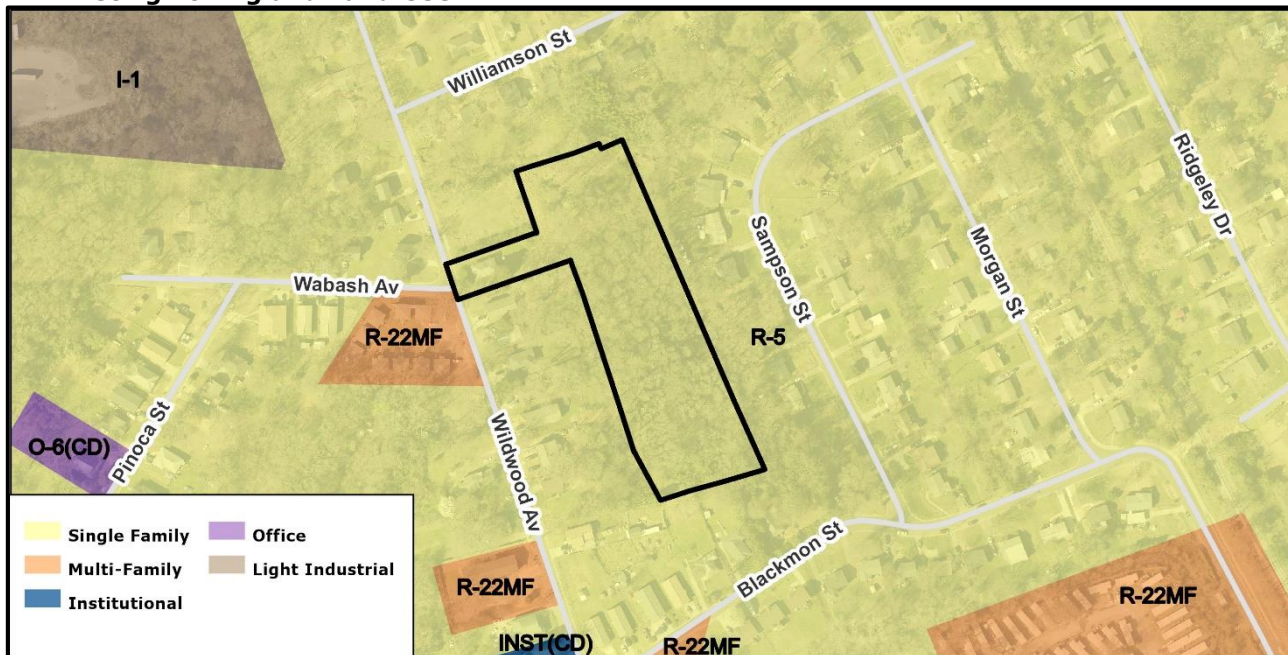 I-1
Williamson St
Ridgeley Dr
Sampson St
Morgan St
Wabash Av
R-22MF
R-5
O-6(CD)
Pinoca St
Wildwood Av
Single Family
Office
Multi-Family
Light Industrial
Institutional
R-22MF
Blackmon St
R-22MF
INST(CD)
R-22MF